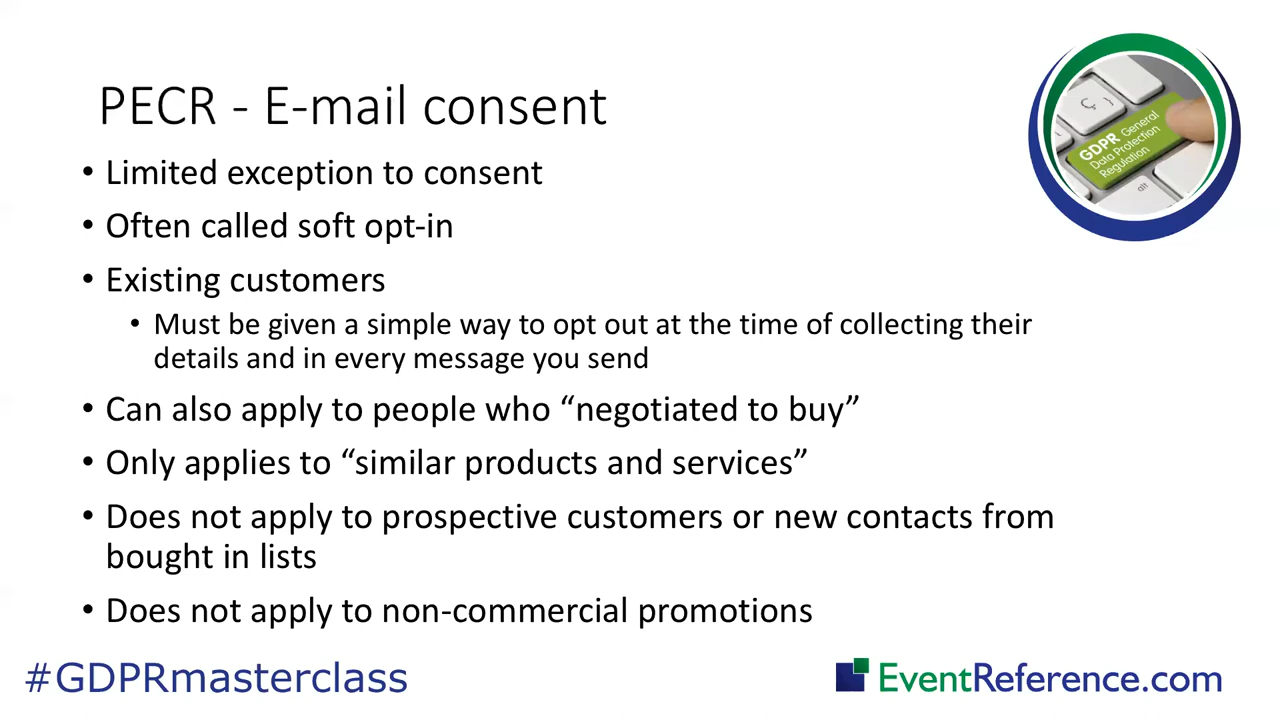 PECR - E-mail consent
• Limited exception to consent
• Often called soft opt-in
• Existing customers
• Must be given a simple way to opt out at the time of collecting their
details and in every message you send
• Can also apply to people who “negotiated to buy”
• Only applies to “similar products and services”
• Does not apply to prospective customers or new contacts from
bought in lists
• Does not apply to non-commercial promotions
Ç
GDPR General
Data Protection
Regulation
alt
#GDPRmasterclass
EventReference.com